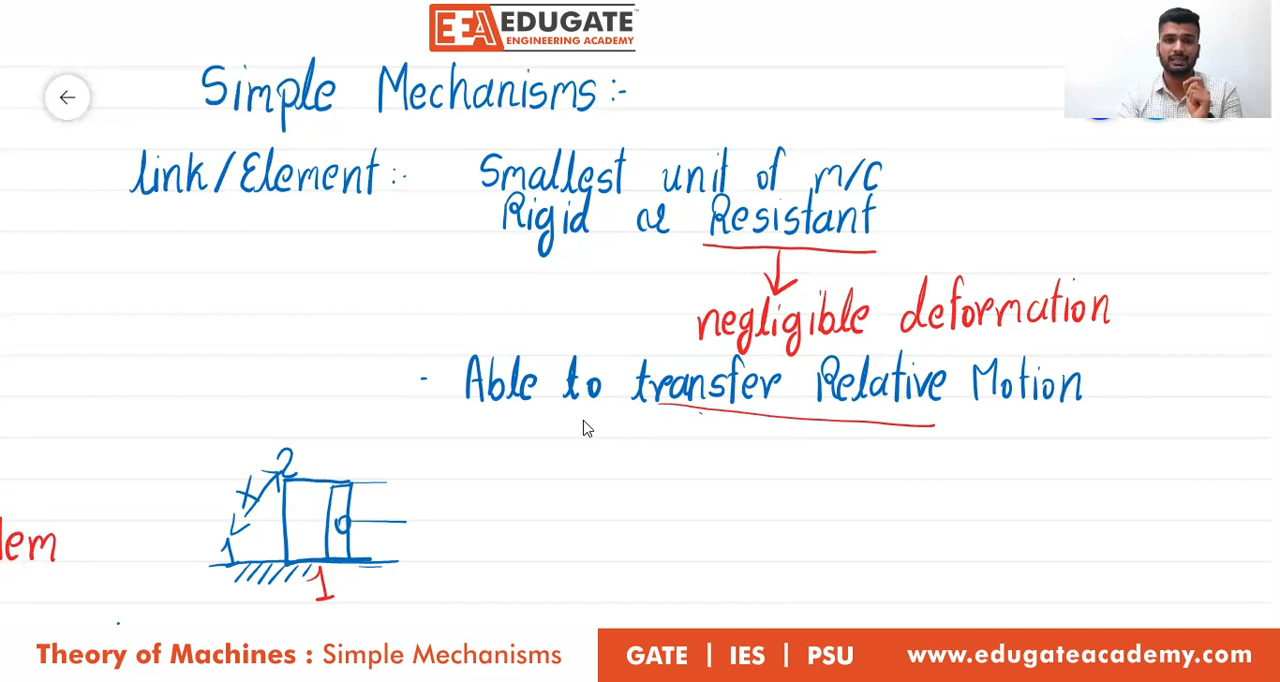 EEA EDUGATE
ENGINEERING ACADEMY
Simple Mechanisms :-
Link/Element :- Smallest unit of m/c
Rigid or Resistant
negligible deformation
- Able to transfer Relative Motion
2
1
1
lem
Theory of Machines : Simple Mechanisms
GATE | IES | PSU
www.edugateacademy.com